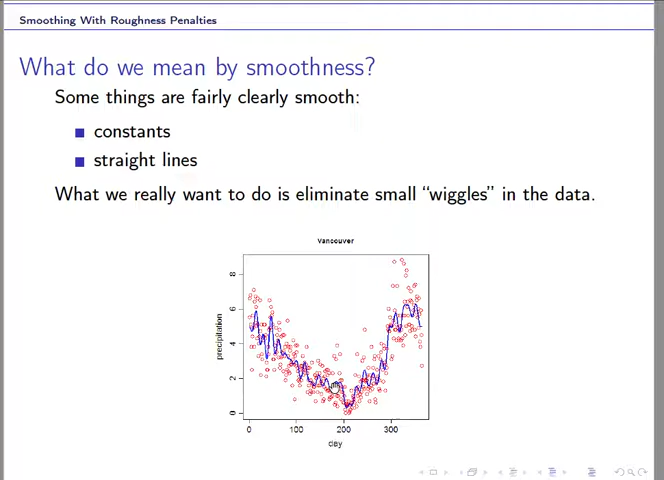 Smoothing With Roughness Penalties
What do we mean by smoothness?
Some things are fairly clearly smooth:
constants
straight lines
What we really want to do is eliminate small “wiggles” in the data.
Vancouver
precipitation
8
6
4
2
0
0 100 200 300
day